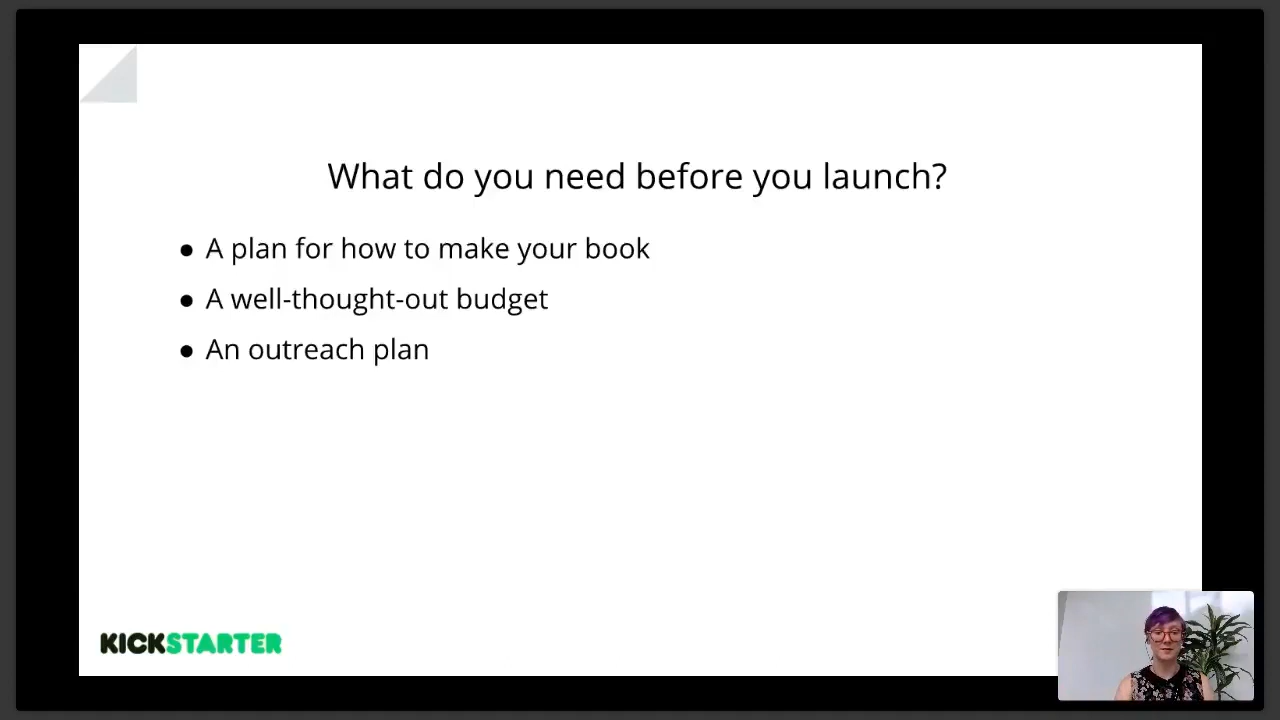 What do you need before you launch?
● A plan for how to make your book
● A well-thought-out budget
● An outreach plan
KICKSTARTER